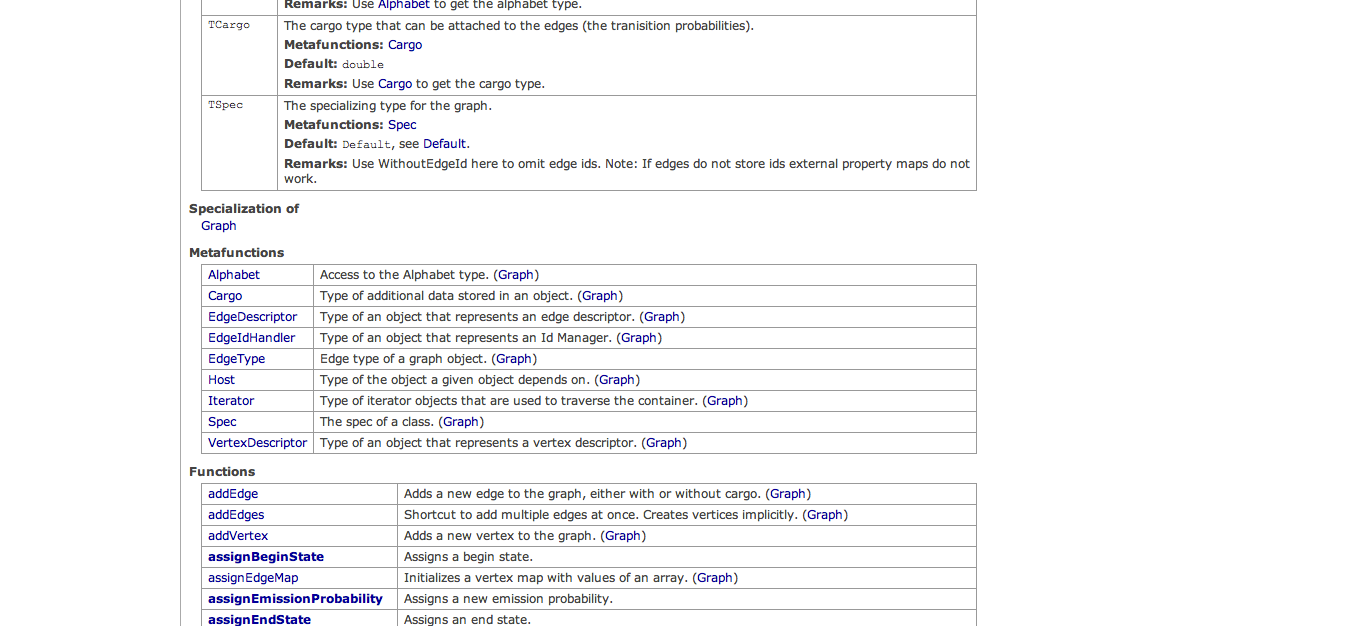 Remarks: Use Alphabet to get the alphabet type.
TCargo The cargo type that can be attached to the edges (the transition probabilities).
Metafunctions: Cargo
Default: double
Remarks: Use Cargo to get the cargo type.
TSpec The specializing type for the graph.
Metafunctions: Spec
Default: Default, see Default.
Remarks: Use WithoutEdgeId here to omit edge ids. Note: If edges do not store ids external property maps do not
work.
Specialization of
Graph
Metafunctions
Alphabet Access to the Alphabet type. (Graph)
Cargo Type of additional data stored in an object. (Graph)
EdgeDescriptor Type of an object that represents an edge descriptor. (Graph)
EdgeIdHandler Type of an object that represents an Id Manager. (Graph)
EdgeType Edge type of a graph object. (Graph)
Host Type of the object a given object depends on. (Graph)
Iterator Type of iterator objects that are used to traverse the container. (Graph)
Spec The spec of a class. (Graph)
VertexDescriptor Type of an object that represents a vertex descriptor. (Graph)
Functions
addEdge Adds a new edge to the graph, either with or without cargo. (Graph)
addEdges Shortcut to add multiple edges at once. Creates vertices implicitly. (Graph)
addVertex Adds a new vertex to the graph. (Graph)
assignBeginState Assigns a begin state.
assignEdgeMap Initializes a vertex map with values of an array. (Graph)
assignEmissionProbability Assigns a new emission probability.
assignEndState Assigns an end state.